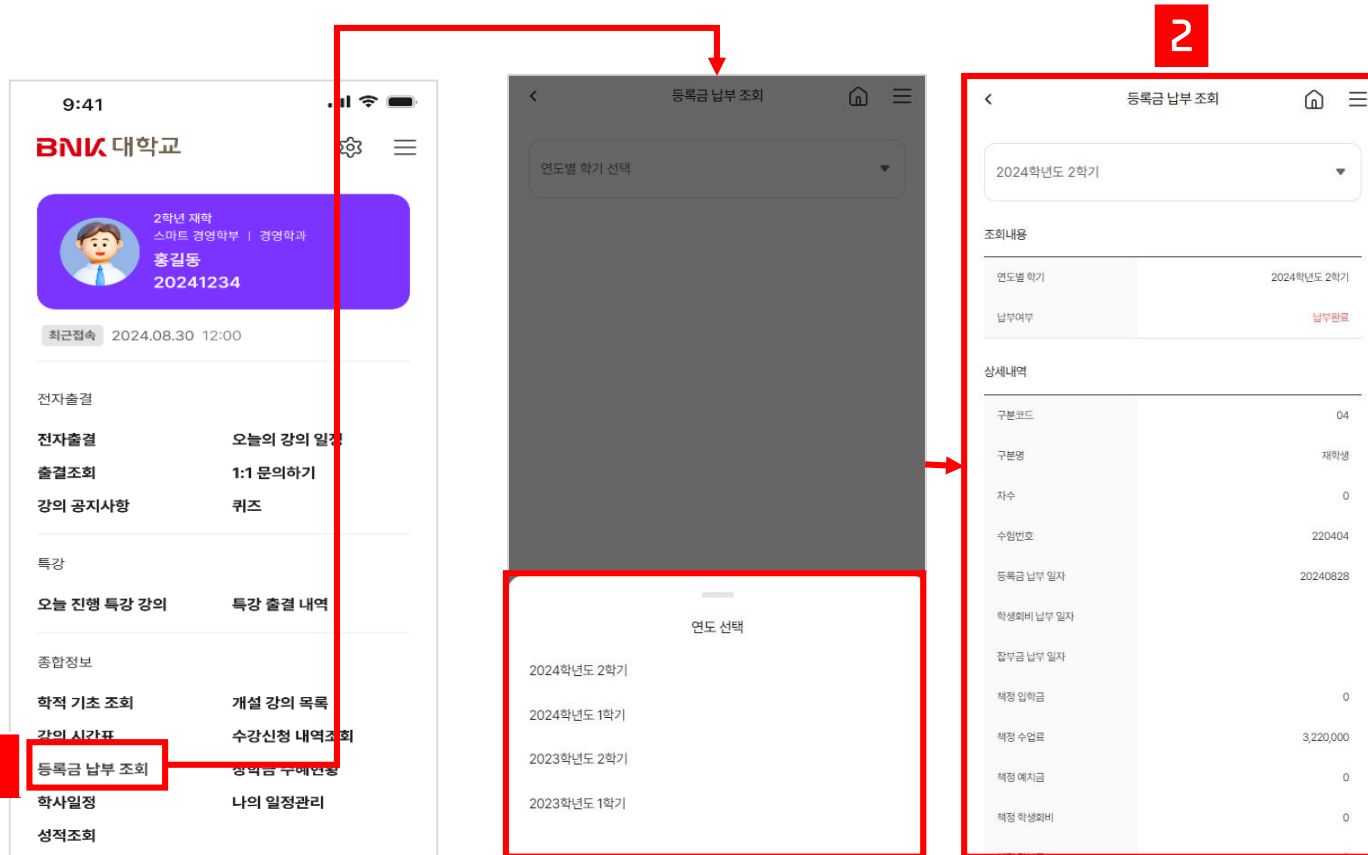 2
9:41
BNK 대학교
2학년 재학
스마트 경영학부 | 경영학과
홍길동
20241234
최근접속 2024.08.30 12:00
전자출결
전자출결 오늘의 강의 일정
출결조회 1:1 문의하기
강의 공지사항 퀴즈
특강
오늘 진행 특강 강의 특강 출결 내역
종합정보
학적 기초 조회 개설 강의 목록
강의 시간표 수강신청 내역조회
등록금 납부 조회 장학금 수혜현황
학사일정 나의 일정관리
성적조회
등록금 납부 조회
연도별 학기 선택
연도 선택
2024학년도 2학기
2024학년도 1학기
2023학년도 2학기
2023학년도 1학기
등록금 납부 조회
2024학년도 2학기
조회내용
연도별 학기 2024학년도 2학기
납부여부 납부완료
상세내역
구분코드 04
구분명 재학생
차수 0
수험번호 220404
등록금 납부 일자 20240828
학생회비 납부 일자
잡부금 납부 일자
책정 입학금 0
책정 수업료 3,220,000
책정 예치금 0
책정 학생회비 0